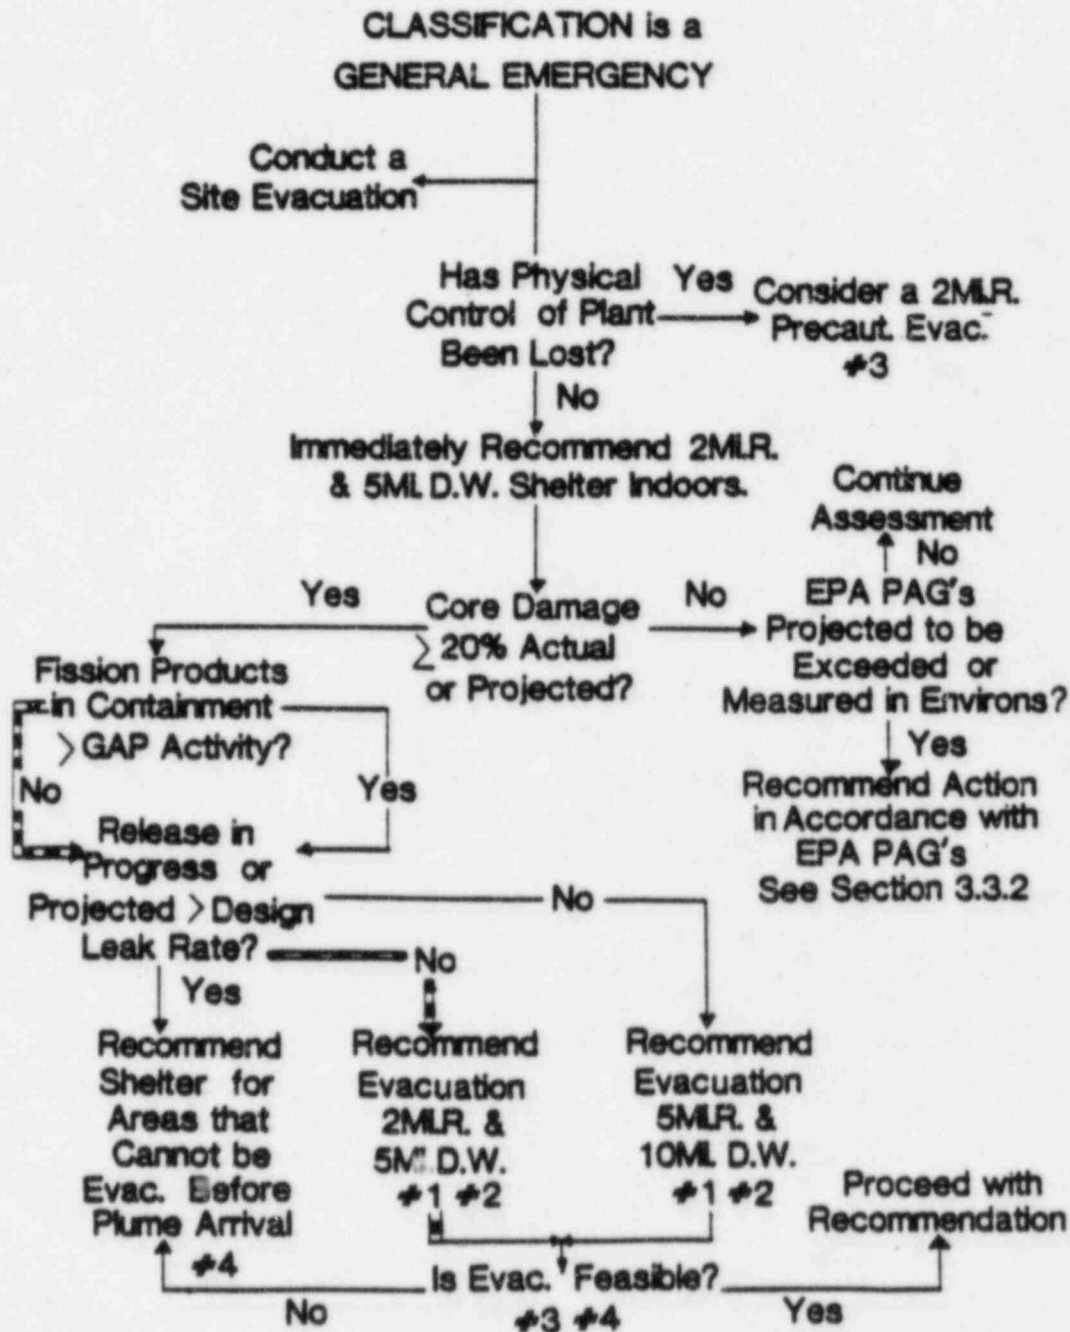 CLASSIFICATION is a
GENERAL EMERGENCY
Conduct a
Site Evacuation
Has Physical
Control of Plant
Been Lost?
Yes
Consider a 2MI.R.
Precaut. Evac.
#3
No
Immediately Recommend 2MI.R.
& 5MI. D.W. Shelter Indoors.
Continue
Assessment
No
Yes
Core Damage
≥ 20% Actual
or Projected?
No
EPA PAG's
Projected to be
Exceeded or
Measured in Environs?
Yes
Recommend Action
in Accordance with
EPA PAG's
See Section 3.3.2
Fission Products
in Containment
> GAP Activity?
No
Yes
Release in
Progress or
Projected > Design
Leak Rate?
No
No
Yes
Recommend
Shelter for
Areas that
Cannot be
Evac. Before
Plume Arrival
#4
Recommend
Evacuation
2MI.R. &
5MI. D.W.
#1 #2
Recommend
Evacuation
5MI.R. &
10MI. D.W.
#1 #2
Proceed with
Recommendation
Is Evac. Feasible?
#3 #4
No
Yes